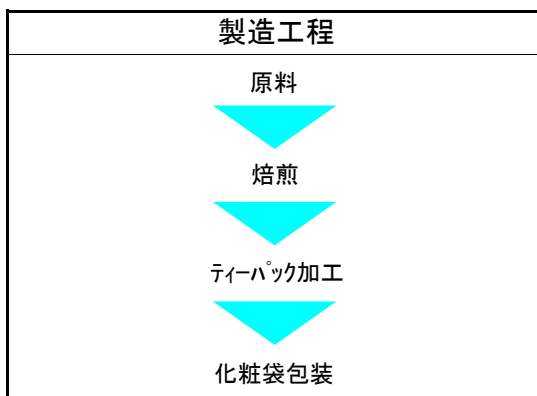 製造工程
原料
焙煎
ティーパック加工
化粧袋包装